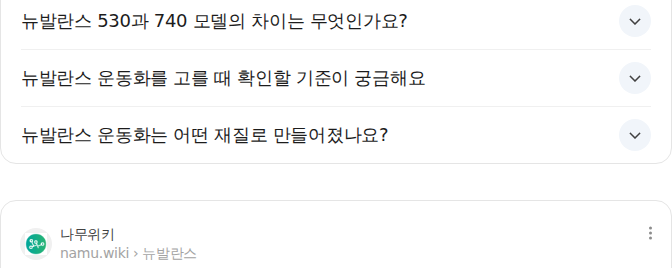 뉴발란스 530과 740 모델의 차이는 무엇인가요?
뉴발란스 운동화를 고를 때 확인할 기준이 궁금해요
뉴발란스 운동화는 어떤 재질로 만들어졌나요?
나무위키
namu.wiki › 뉴발란스